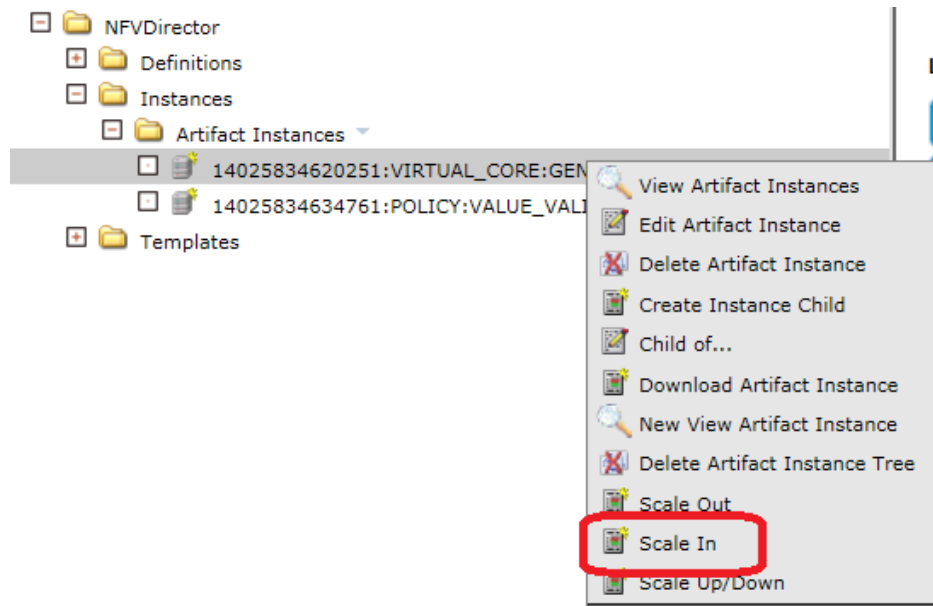 NFVDirector
Definitions
Instances
Artifact Instances
14025834620251:VIRTUAL_CORE:GEN
14025834634761:POLICY:VALUE_VALI
Templates
View Artifact Instances
Edit Artifact Instance
Delete Artifact Instance
Create Instance Child
Child of...
Download Artifact Instance
New View Artifact Instance
Delete Artifact Instance Tree
Scale Out
Scale In
Scale Up/Down